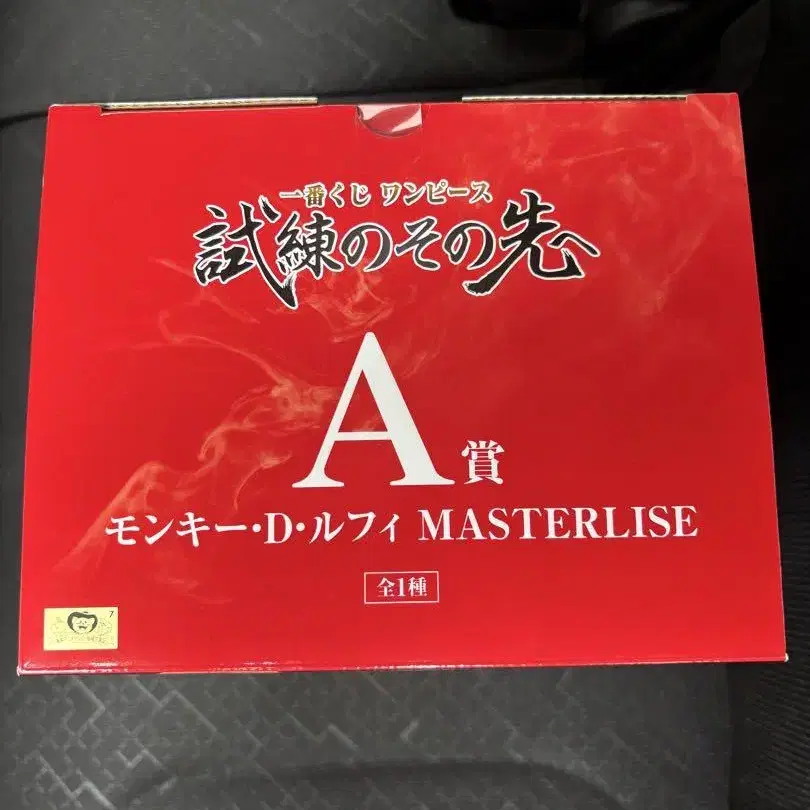 一番くじ ワンピース
試練のその先へ
A賞
モンキー・D・ルフィ MASTERLISE
全1種
7